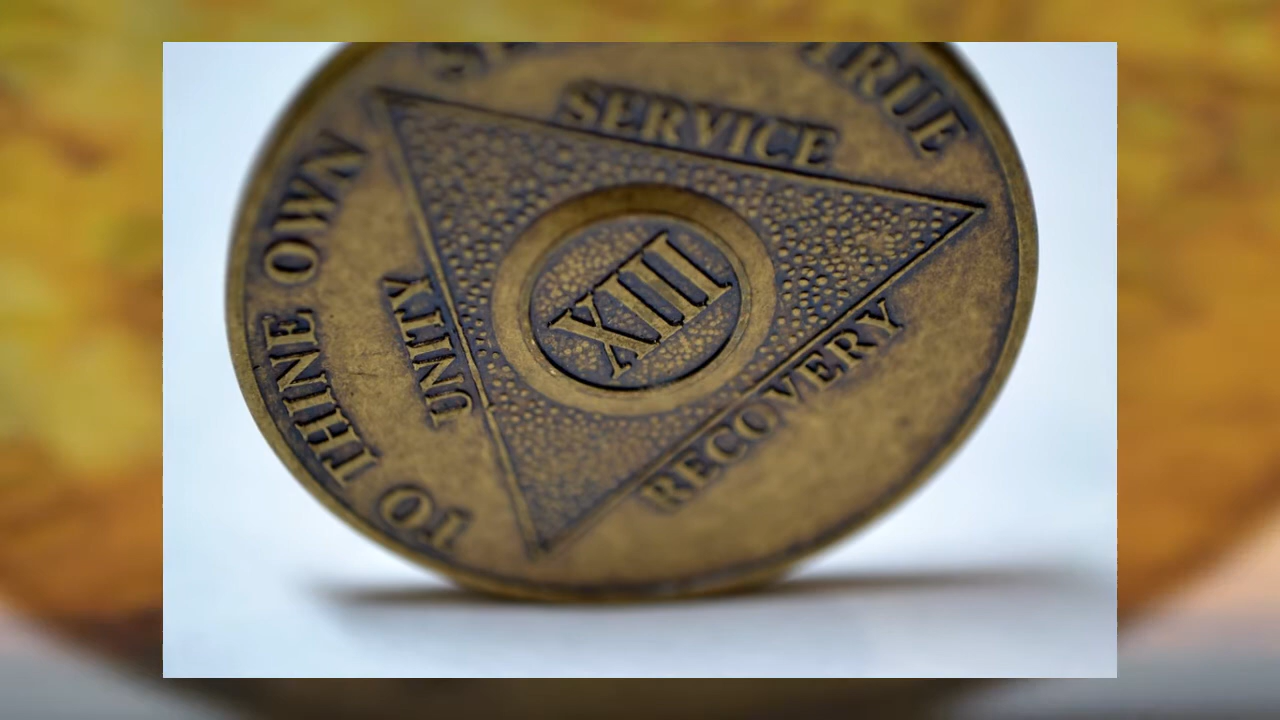 TO THINE OWN
TRUE
SERVICE
UNITY
XIII
RECOVERY